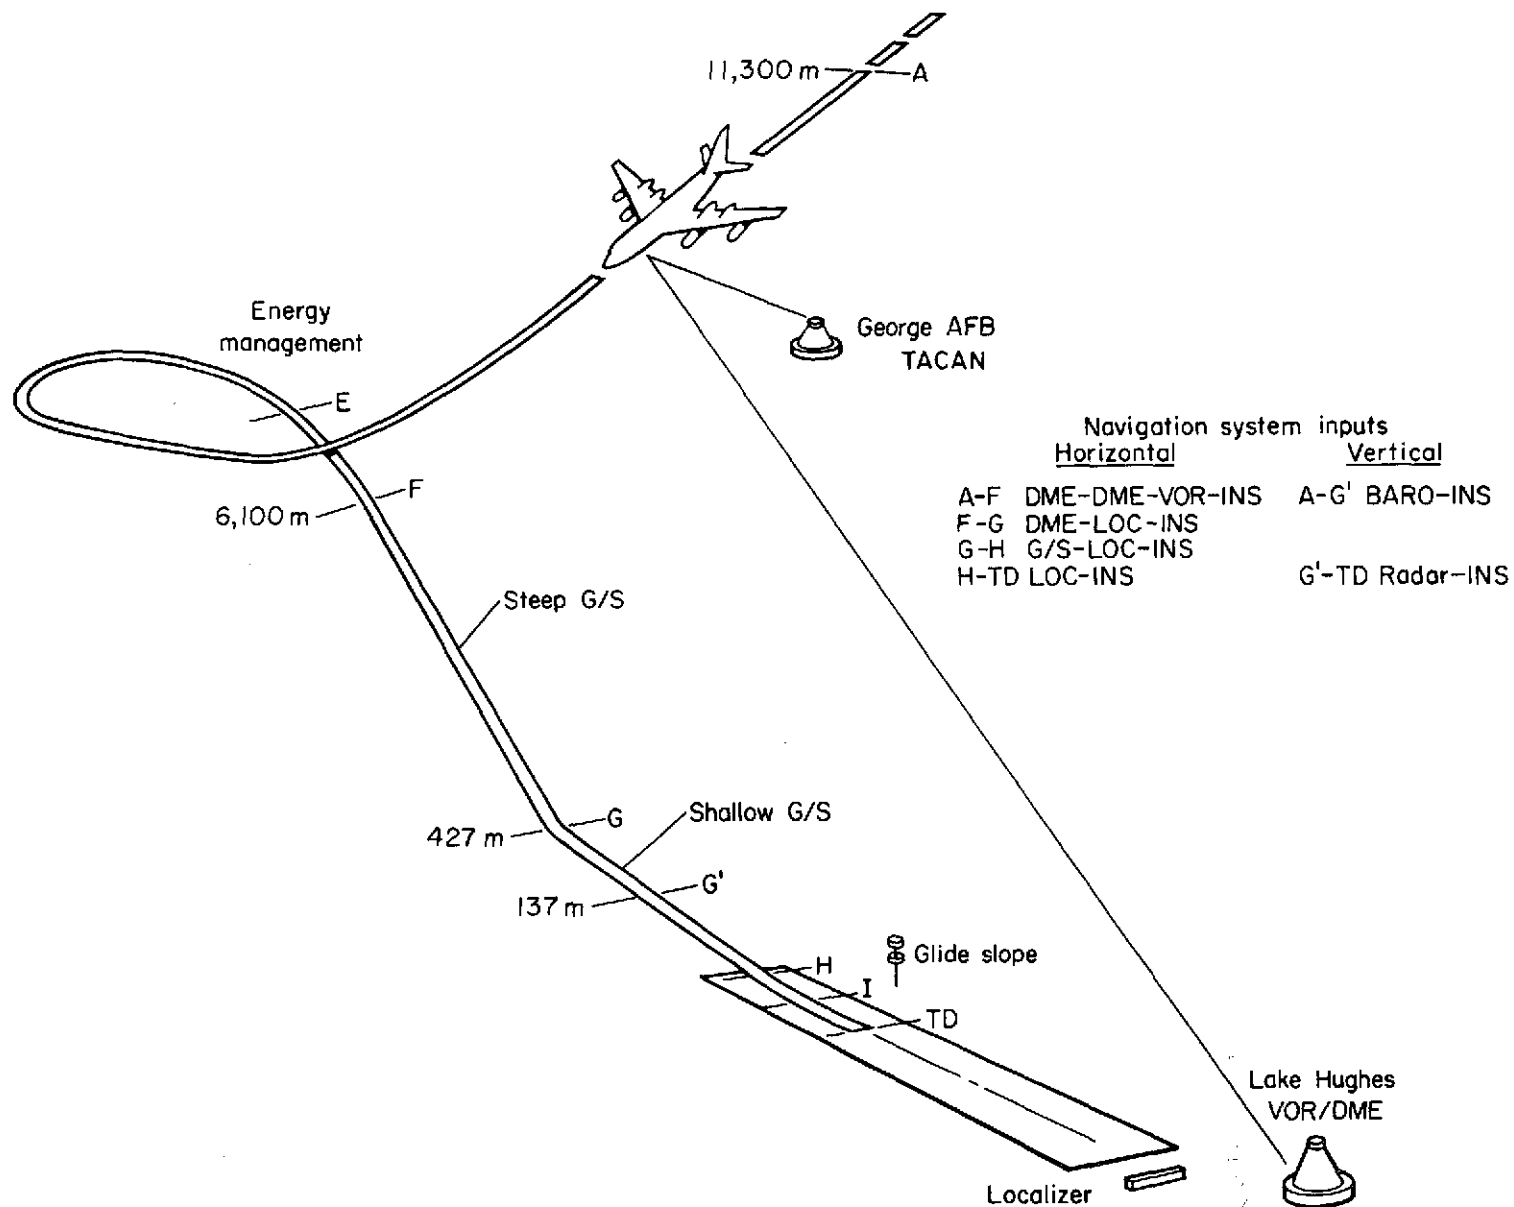 11,300 m
A
Energy
management
George AFB
TACAN
E
Navigation system inputs
Horizontal Vertical
A-F DME-DME-VOR-INS A-G' BARO-INS
F-G DME-LOC-INS
G-H G/S-LOC-INS
H-TD LOC-INS G'-TD Radar-INS
F
6,100 m
Steep G/S
G
427 m
Shallow G/S
G'
137 m
Glide slope
H
I
TD
Lake Hughes
VOR/DME
Localizer